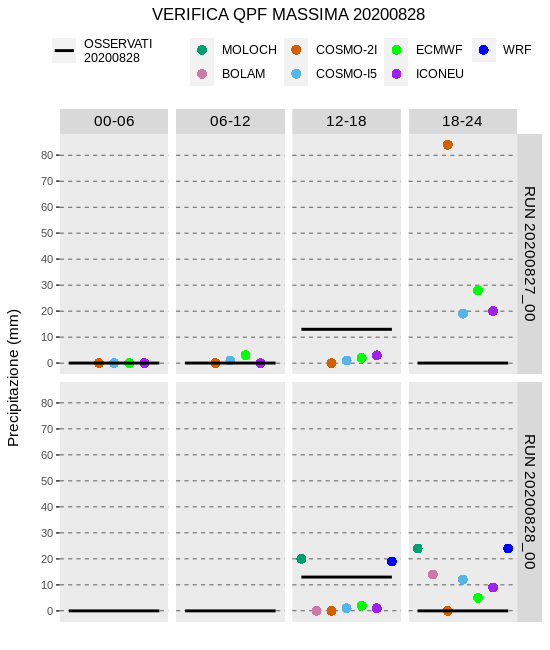 VERIFICA QPF MASSIMA 20200828
OSSERVATI
20200828
MOLOCH
COSMO-2I
ECMWF
WRF
BOLAM
COSMO-I5
ICONEU
00-06
06-12
12-18
18-24
80
70
60
50
40
30
20
10
0
RUN 20200827_00
Precipitazione (mm)
80
70
60
50
40
30
20
10
0
RUN 20200828_00